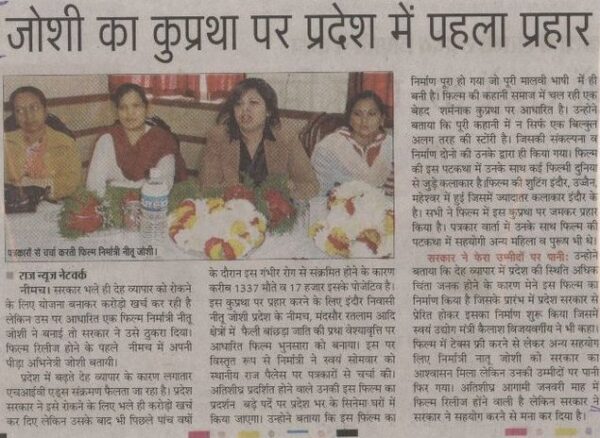 जोशी का कुप्रथा पर प्रदेश में पहला प्रहार
पत्रकारों से चर्चा करती फिल्म निर्मात्री नीतू जोशी।
राज न्यूज नेटवर्क
नीमच। सरकार भले ही देह व्यापार को रोकने
के लिए योजना बनाकर करोड़ो खर्च कर रही है
लेकिन उस पर आधारित एक फिल्म निर्मात्री नीतू
जोशी ने बनाई तो सरकार ने उसे ठुकरा दीया।
फिल्म रिलीज होने के पहले नीमच में अपनी
पीड़ा अभिनेत्री जोशी बतायी।
प्रदेश में बढ़ते देह व्यापार के कारण लगातार
एचआईवी एड्स संक्रमण फैलता जा रहा है। प्रदेश
सरकार ने इसे रोकने के लिए भले ही करोड़ो खर्च
कर दिए लेकिन उसके बाद भी पिछले पांच वर्षो
के दौरान इस गंभीर रोग से संक्रमित होने के कारण
करीब 1337 मौते व 17 हजार इसके पोजेटिव है।
इस कुप्रथा पर प्रहार करने के लिए इंदौर निवासी
नीतू जोशी प्रदेश के नीमच, मंदसौर रतलाम आदि
क्षेत्रों में फैली बांछड़ा जाति की प्रथा वेश्यावृत्ति पर
आधारित फिल्म भुनसारा को बनाया। इस पर
विस्तृत रूप से निर्मात्री ने स्वयं सोमवार को
स्थानीय राज पैलेस पर पत्रकारों से चर्चा की।
अतिशीघ्र प्रदर्शित होने वाले उनकी इस फिल्म का
प्रदर्शन बड़े पर्दे पर प्रदेश भर के सिनेमा घरों में
किया जाएगा। उन्होने बताया कि इस फिल्म का
निर्माण पूरा हो गया जो पूरी मालवी भाषी में ही
बनी है। फिल्म की कहानी समाज में चल रही एक
बेहद शर्मनाक कुप्रथा पर आधारित है। उन्होने
बताया कि पूरी कहानी में न सिर्फ एक बिल्कुल
अलग तरह की स्टोरी है। जिसकी संकल्पना व
निर्माण दोनो की उनके द्वारा ही किया गया। फिल्म
की इस पटकथा में उनके साथ कई फिल्मी दुनिया
से जुड़े कलाकार है।फिल्म की शुटिंग इंदौर, उज्जैन,
महेश्वर में हुई जिसमें ज्यादातर कलाकार इंदौर के
है। सभी ने फिल्म में इस कुप्रथा पर जमकर प्रहार
किया है। पत्रकार वार्ता में उनके साथ फिल्म की
पटकथा में सहयोगी अन्य महिला व पुरूष भी थे।
सरकार ने फेरा उम्मीदों पर पानी: उन्होने
बताया कि देह व्यापार में प्रदेश की स्थिति अधिक
चिंता जनक होने के कारण मेने इस फिल्म का
निर्माण किया है जिसके प्रारंभ में प्रदेश सरकार से
प्रेरित होकर इसका निर्माण शुरू किया जिसमे
स्वयं उद्योग मंत्री कैलाश विजयवर्गीय ने भी कहा।
फिल्म में टेक्स फ्री करने से लेकर अन्य सहयोग
लिए निर्मात्री नीतू जोशी को सरकार का
आश्वासन मिला लेकिन उनकी उम्मिदों पर पानी
फिर गया। अतिशीघ्र आगामी जनवरी माह में
फिल्म रिलीज होंने वाली है लेकिन सरकार ने
सरकार ने सहयोग करने से मना कर दिया है।